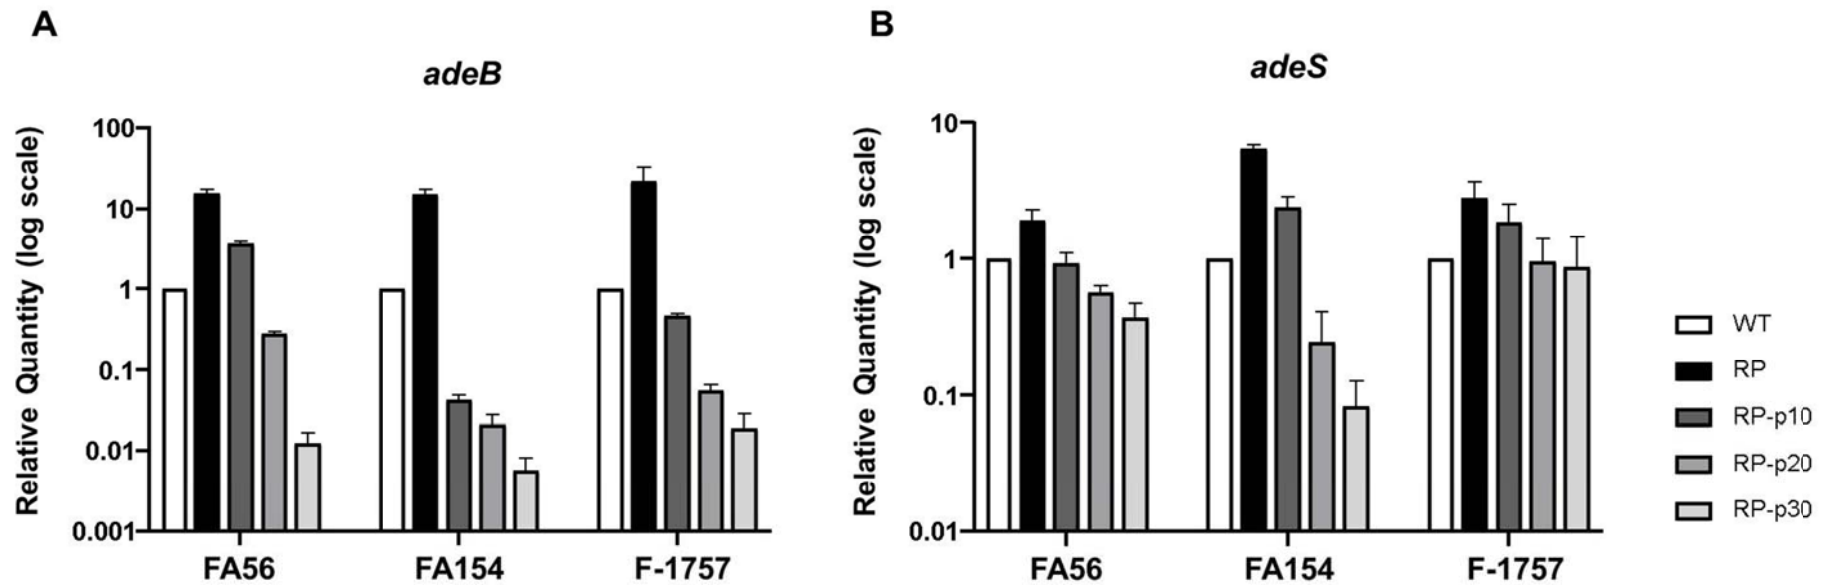 A
adeB
Relative Quantity (log scale)
100
10
1
0.1
0.01
0.001
FA56
FA154
F-1757
B
adeS
Relative Quantity (log scale)
10
1
0.1
0.01
FA56
FA154
F-1757
WT
RP
RP-p10
RP-p20
RP-p30